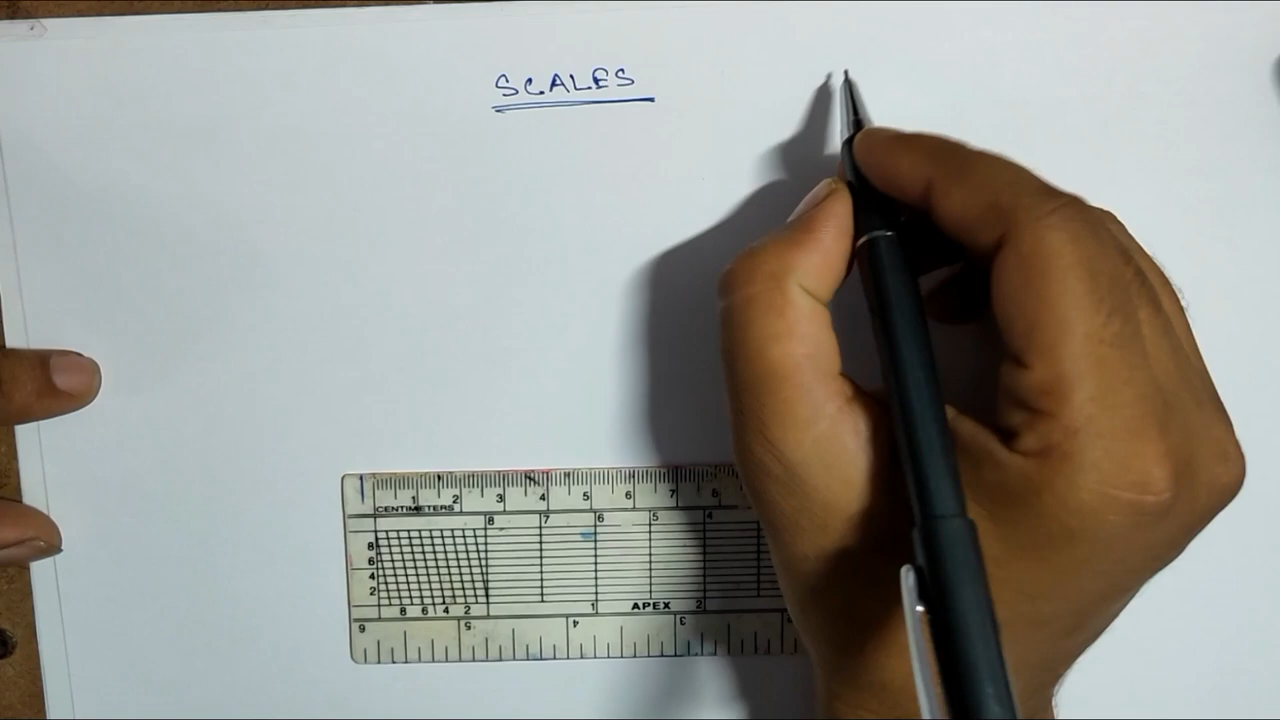 SCALES
1 2 3 4 5 6 7 8
CENTIMETERS
8 7 6 5 4
8
6
4
2
8 6 4 2 1 APEX 2
6 5 4 3